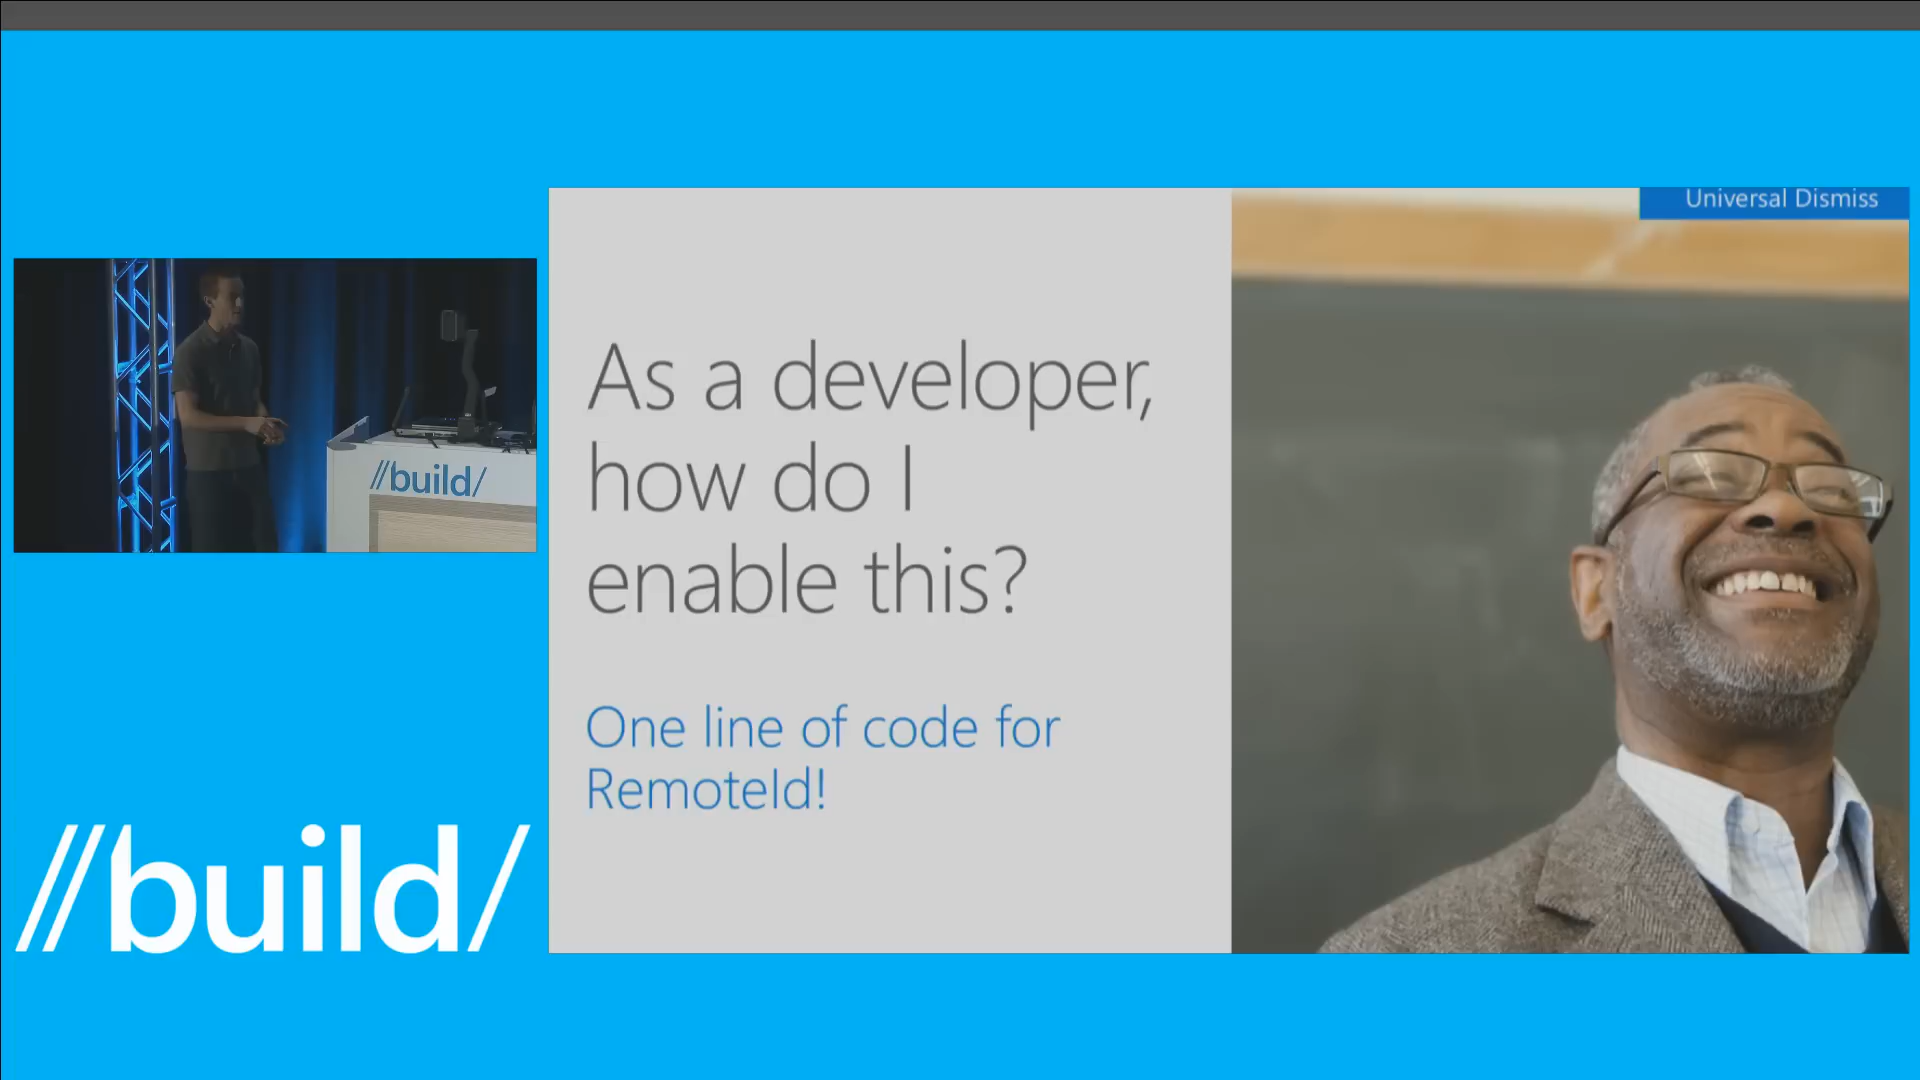 Universal Dismiss
As a developer,
how do I
enable this?
One line of code for
RemoteId!
//build/
//build/